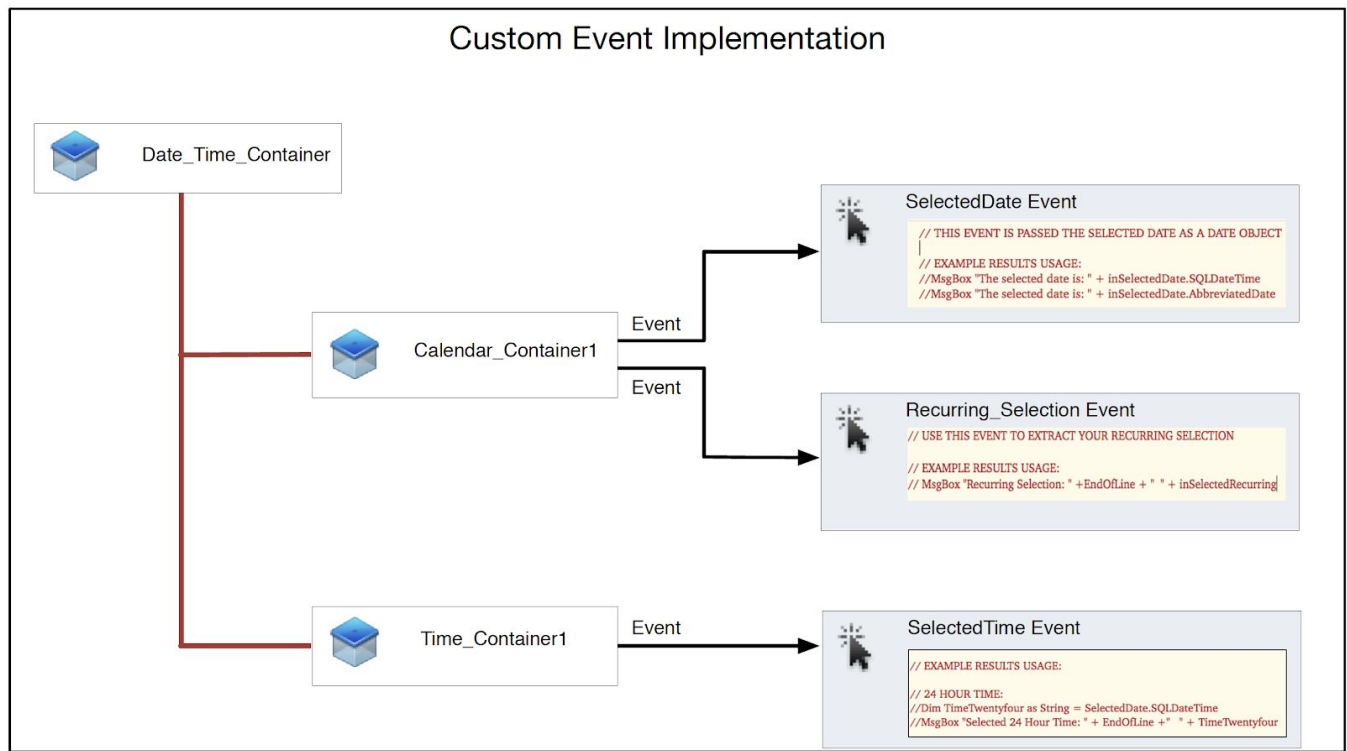 Custom Event Implementation
Date_Time_Container
SelectedDate Event
// THIS EVENT IS PASSED THE SELECTED DATE AS A DATE OBJECT
// EXAMPLE RESULTS USAGE:
//MsgBox "The selected date is: " + inSelectedDate.SQLDateTime
//MsgBox "The selected date is: " + inSelectedDate.AbbreviatedDate
Event
Calendar_Container1
Event
Recurring_Selection Event
// USE THIS EVENT TO EXTRACT YOUR RECURRING SELECTION
// EXAMPLE RESULTS USAGE:
// MsgBox "Recurring Selection: " +EndOfLine + "  " + inSelectedRecurring
Time_Container1
Event
SelectedTime Event
// EXAMPLE RESULTS USAGE:
// 24 HOUR TIME:
//Dim TimeTwentyfour as String = SelectedDate.SQLDateTime
//MsgBox "Selected 24 Hour Time: " + EndOfLine +"   " + TimeTwentyfour